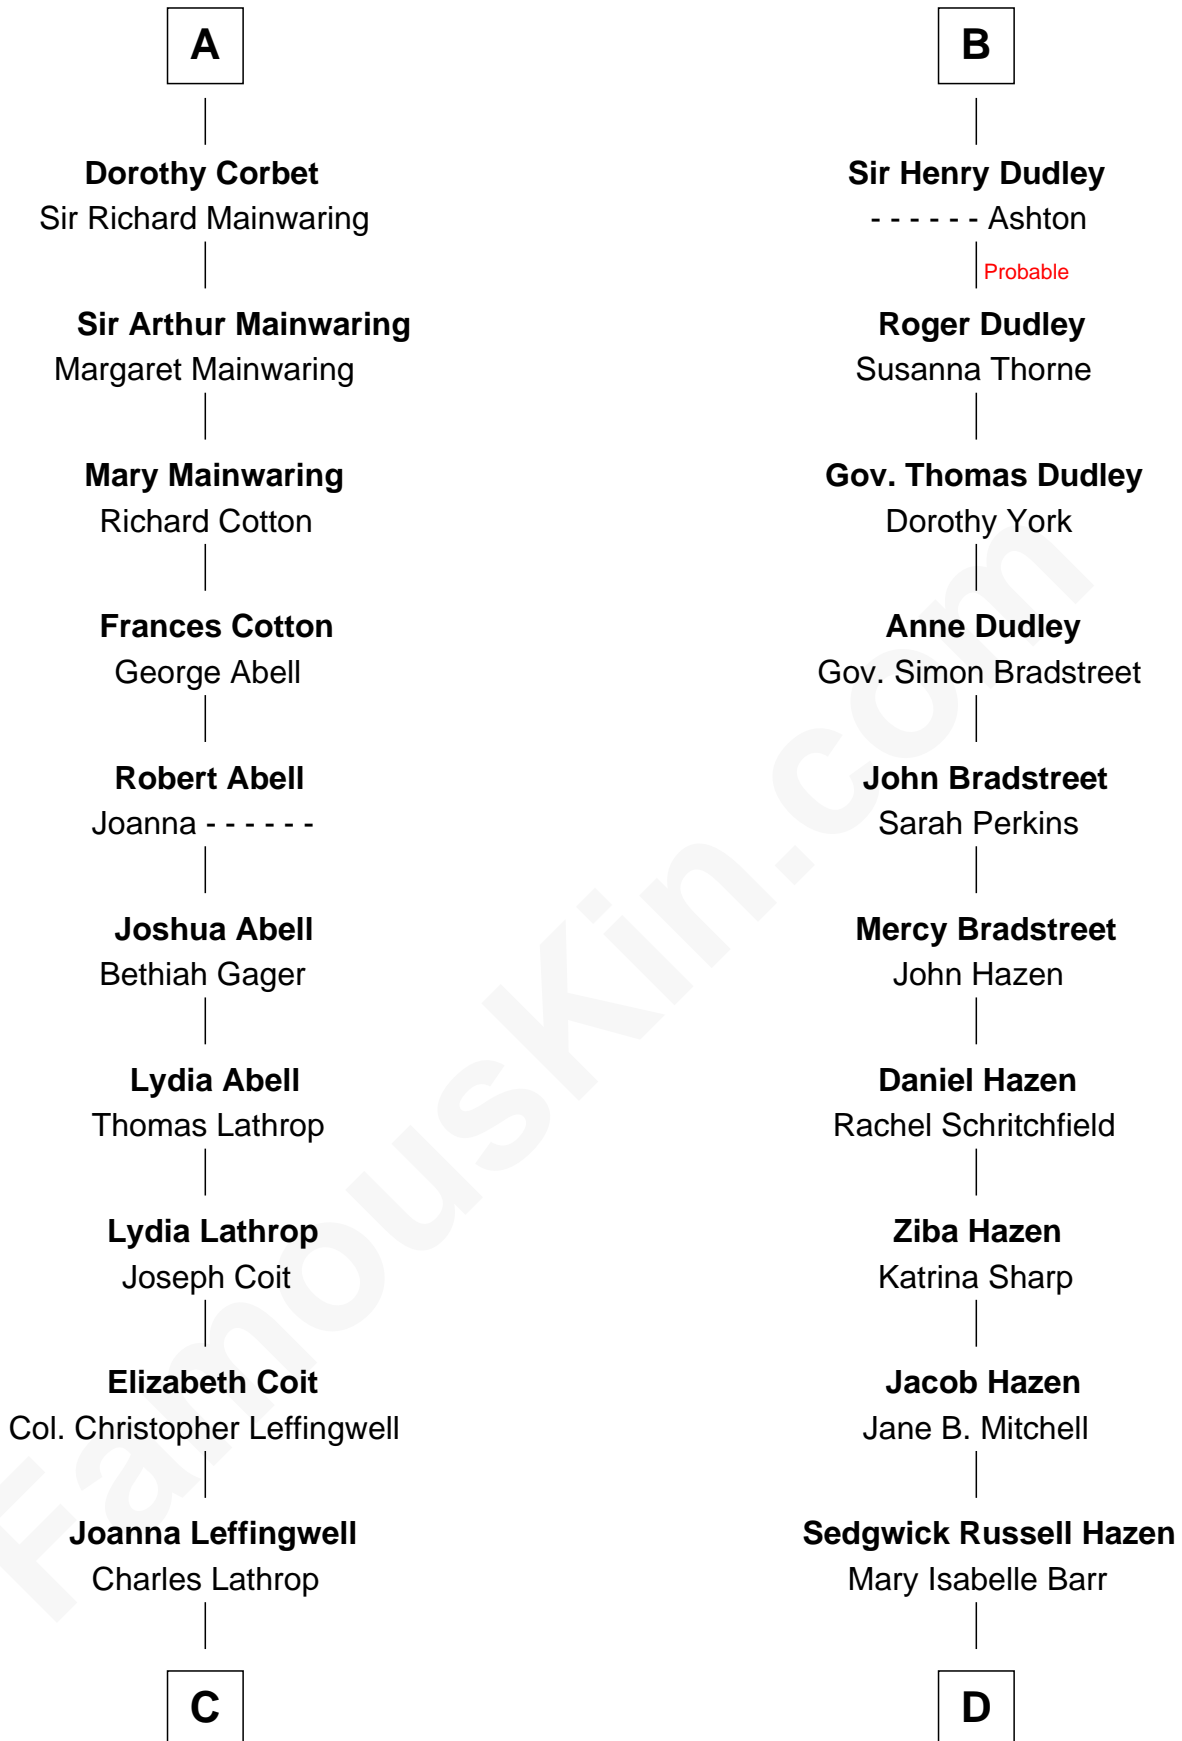 A
Dorothy Corbet
Sir Richard Mainwaring
Sir Arthur Mainwaring
Margaret Mainwaring
Mary Mainwaring
Richard Cotton
Frances Cotton
George Abell
Robert Abell
Joanna - - - - - -
Joshua Abell
Bethiah Gager
Lydia Abell
Thomas Lathrop
Lydia Lathrop
Joseph Coit
Elizabeth Coit
Col. Christopher Leffingwell
Joanna Leffingwell
Charles Lathrop
C
B
Sir Henry Dudley
- - - - - - Ashton
Probable
Roger Dudley
Susanna Thorne
Gov. Thomas Dudley
Dorothy York
Anne Dudley
Gov. Simon Bradstreet
John Bradstreet
Sarah Perkins
Mercy Bradstreet
John Hazen
Daniel Hazen
Rachel Schritchfield
Ziba Hazen
Katrina Sharp
Jacob Hazen
Jane B. Mitchell
Sedgwick Russell Hazen
Mary Isabelle Barr
D
FamousKin.com